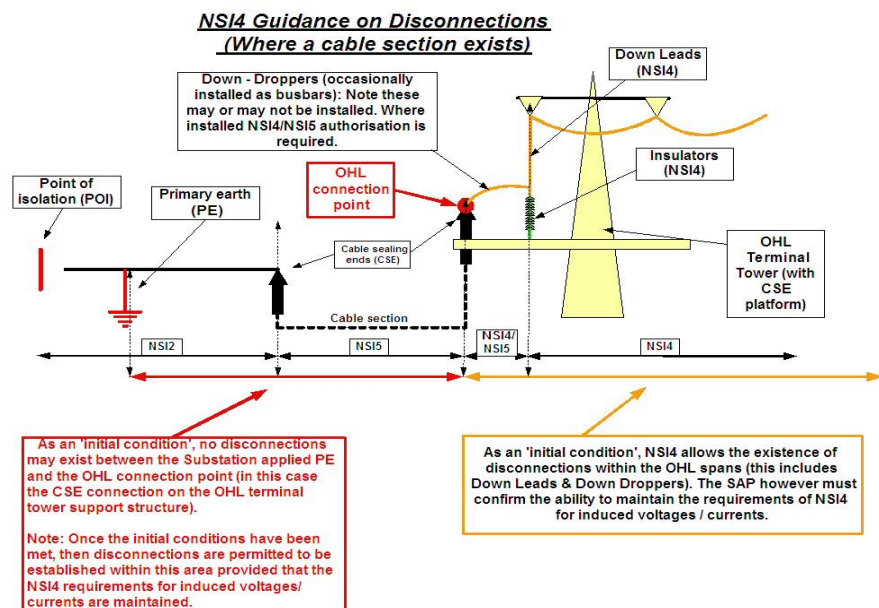 NSI4 Guidance on Disconnections
(Where a cable section exists)
Down - Droppers (occasionally
installed as busbars): Note these
may or may not be installed. Where
installed NSI4/NSI5 authorisation is
required.
Down Leads
(NSI4)
OHL
connection
point
Insulators
(NSI4)
Point of
isolation (POI)
Primary earth
(PE)
Cable sealing
ends (CSE)
OHL
Terminal
Tower (with
CSE
platform)
Cable section
NSI2
NSI5
NSI4/
NSI5
NSI4
As an 'initial condition', no disconnections
may exist between the Substation applied PE
and the OHL connection point (in this case
the CSE connection on the OHL terminal
tower support structure).
Note: Once the initial conditions have been
met, then disconnections are permitted to be
established within this area provided that the
NSI4 requirements for induced voltages/
currents are maintained.
As an 'initial condition', NSI4 allows the existence of
disconnections within the OHL spans (this includes
Down Leads & Down Droppers). The SAP however must
confirm the ability to maintain the requirements of NSI4
for induced voltages / currents.